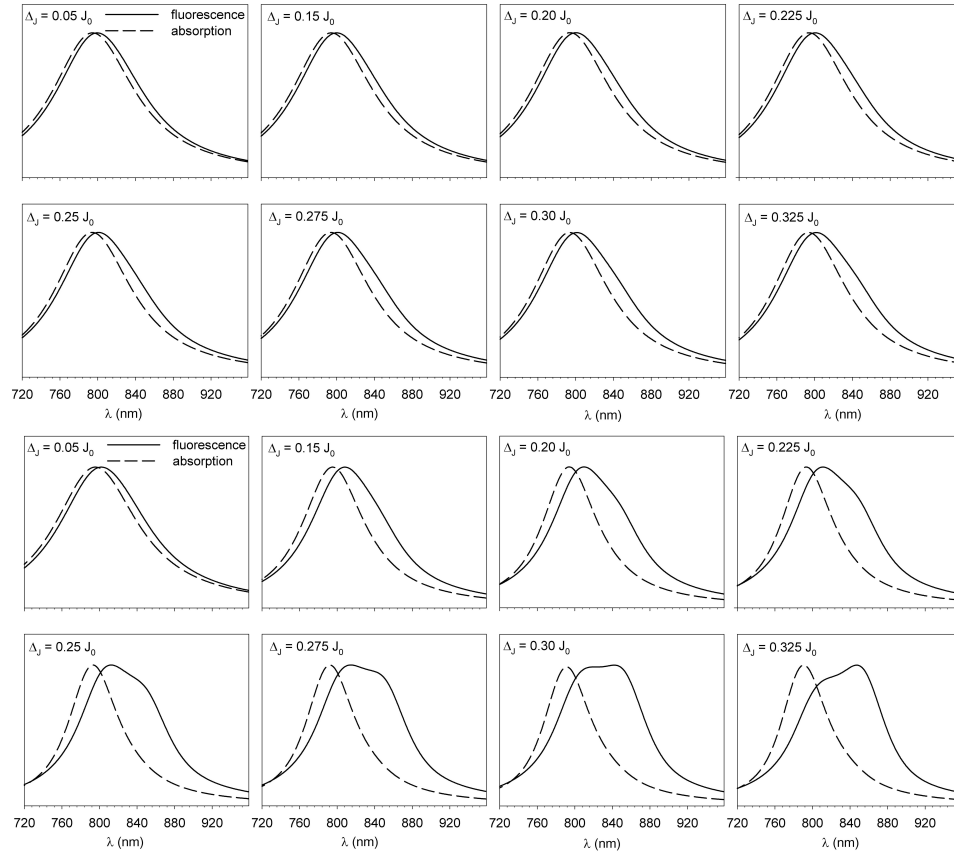 Δ_J = 0.05 J_0
fluorescence
absorption
Δ_J = 0.15 J_0
Δ_J = 0.20 J_0
Δ_J = 0.225 J_0
Δ_J = 0.25 J_0
Δ_J = 0.275 J_0
Δ_J = 0.30 J_0
Δ_J = 0.325 J_0
720 760 800 840 880 920
720 760 800 840 880 920
720 760 800 840 880 920
720 760 800 840 880 920
λ (nm)
λ (nm)
λ (nm)
λ (nm)
Δ_J = 0.05 J_0
fluorescence
absorption
Δ_J = 0.15 J_0
Δ_J = 0.20 J_0
Δ_J = 0.225 J_0
Δ_J = 0.25 J_0
Δ_J = 0.275 J_0
Δ_J = 0.30 J_0
Δ_J = 0.325 J_0
720 760 800 840 880 920
720 760 800 840 880 920
720 760 800 840 880 920
720 760 800 840 880 920
λ (nm)
λ (nm)
λ (nm)
λ (nm)